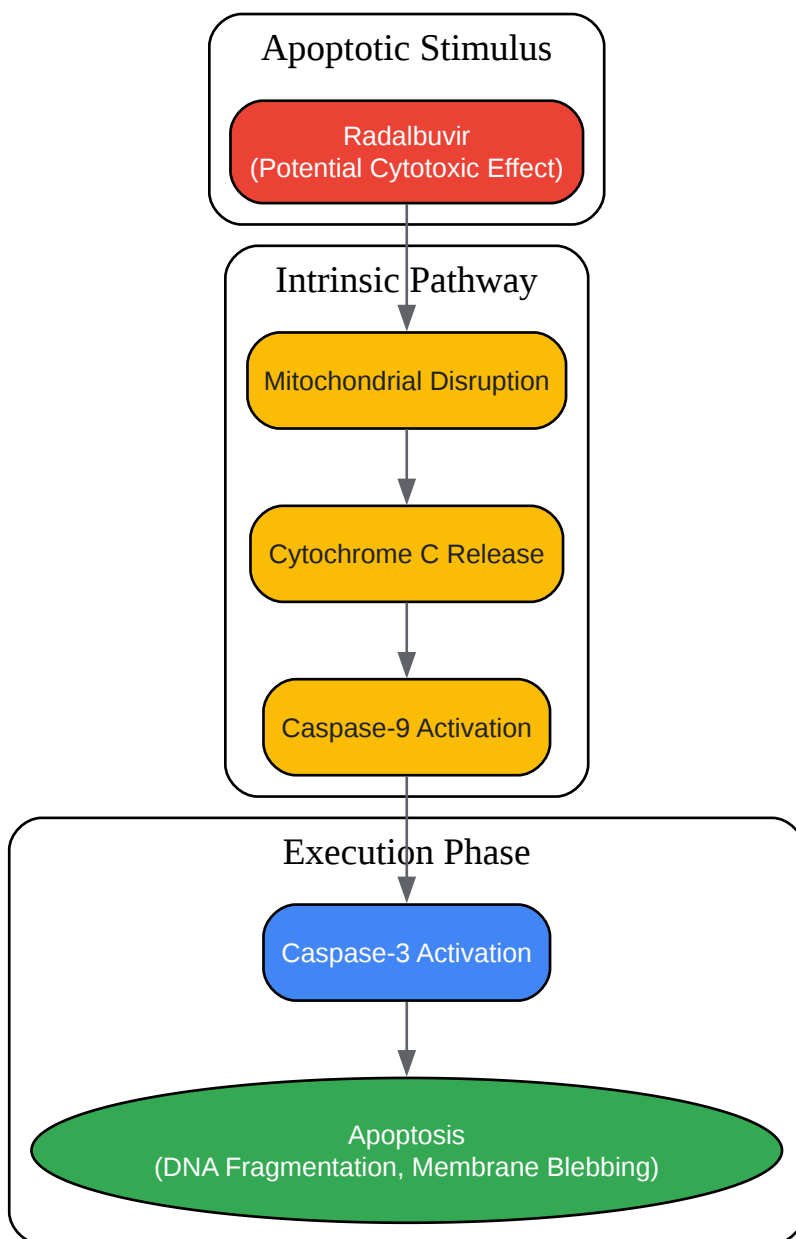 Apoptotic Stimulus
Radalbuvir
(Potential Cytotoxic Effect)
Intrinsic Pathway
Mitochondrial Disruption
Cytochrome C Release
Caspase-9 Activation
Execution Phase
Caspase-3 Activation
Apoptosis
(DNA Fragmentation, Membrane Blebbing)